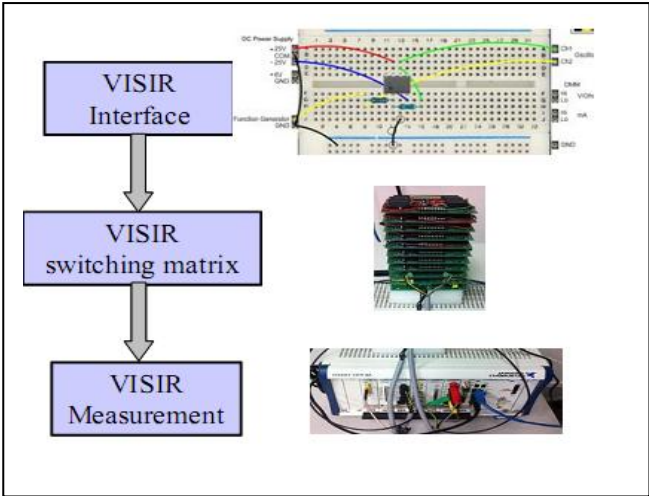 VISIR
Interface
VISIR
switching matrix
VISIR
Measurement
DC Power Supply
+25V
COM
- 25V
+6V
GND
Function Generator
GND
Ch1
Ch2
Oscillo
DMM
Hi
Lo
mA
GND